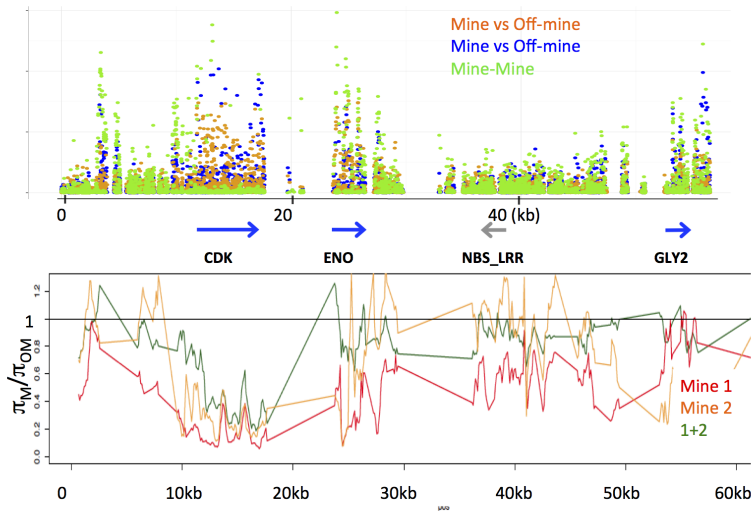 Mine vs Off-mine
Mine vs Off-mine
Mine-Mine
0 20 40 (kb)
CDK ENO NBS_LRR GLY2
1.2
1
0.8
0.6
0.4
0.2
0.0
πM/πOM
Mine 1
Mine 2
1+2
0 10kb 20kb 30kb 40kb 50kb 60kb